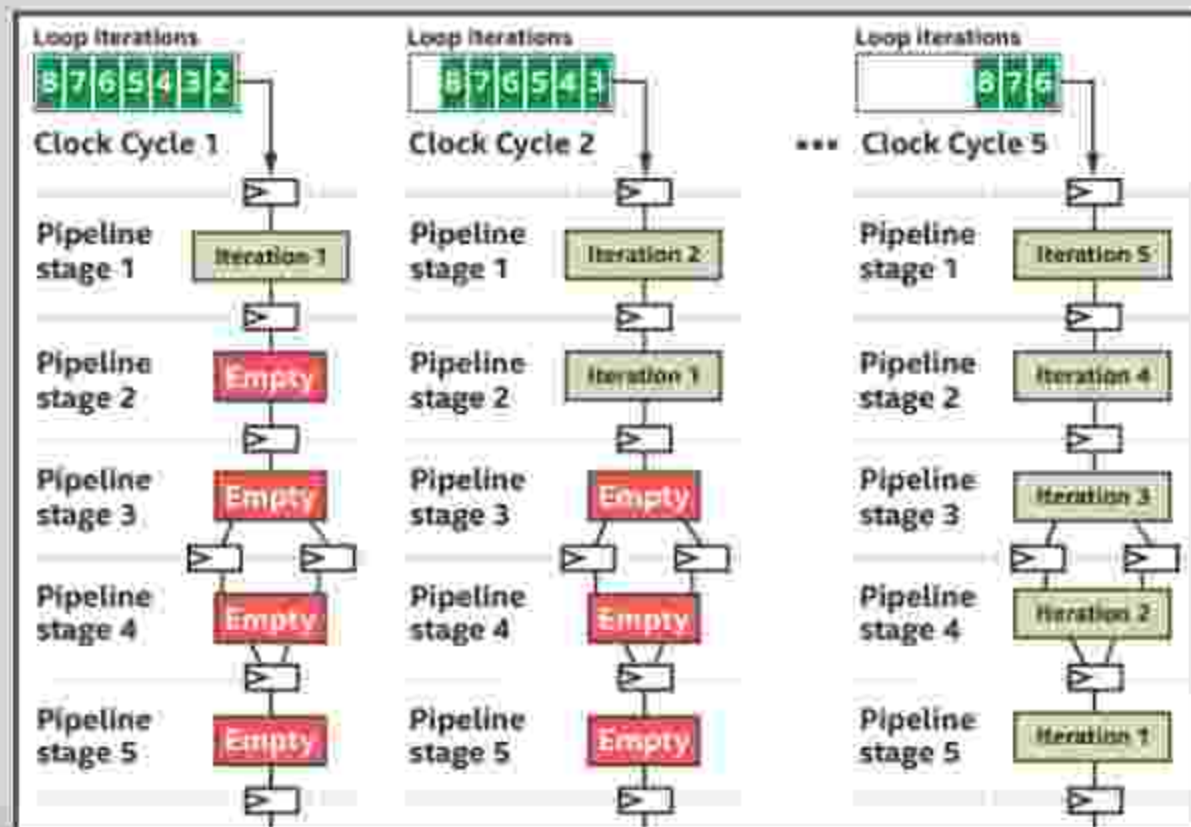 Loop Iterations
8 7 6 5 4 3 2
Clock Cycle 1
Pipeline
stage 1
Iteration 1
Pipeline
stage 2
Empty
Pipeline
stage 3
Empty
Pipeline
stage 4
Empty
Pipeline
stage 5
Empty
Loop Iterations
8 7 6 5 4 3
Clock Cycle 2
Pipeline
stage 1
Iteration 2
Pipeline
stage 2
Iteration 1
Pipeline
stage 3
Empty
Pipeline
stage 4
Empty
Pipeline
stage 5
Empty
...
Loop iterations
8 7 6
Clock Cycle 5
Pipeline
stage 1
Iteration 5
Pipeline
stage 2
Iteration 4
Pipeline
stage 3
Iteration 3
Pipeline
stage 4
Iteration 2
Pipeline
stage 5
Iteration 1